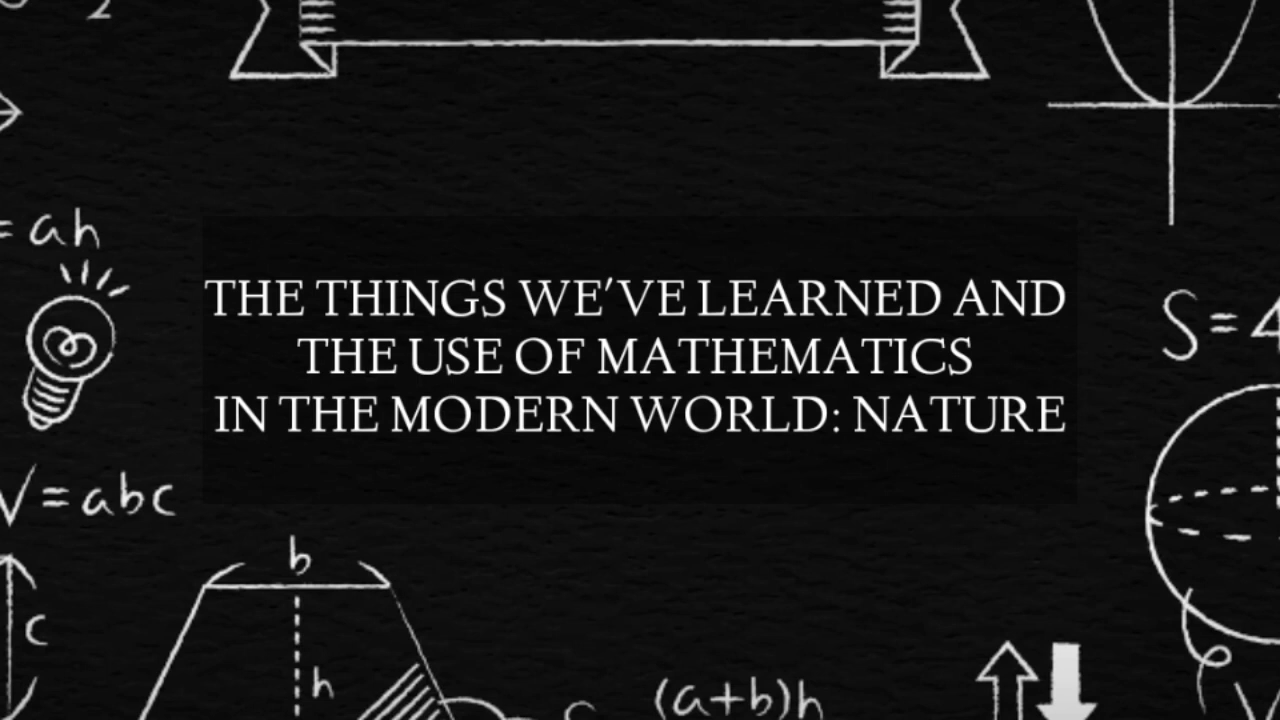 = ah
THE THINGS WE'VE LEARNED AND
THE USE OF MATHEMATICS
IN THE MODERN WORLD: NATURE
S = 4
V = abc
b
c
h
(a+b)h